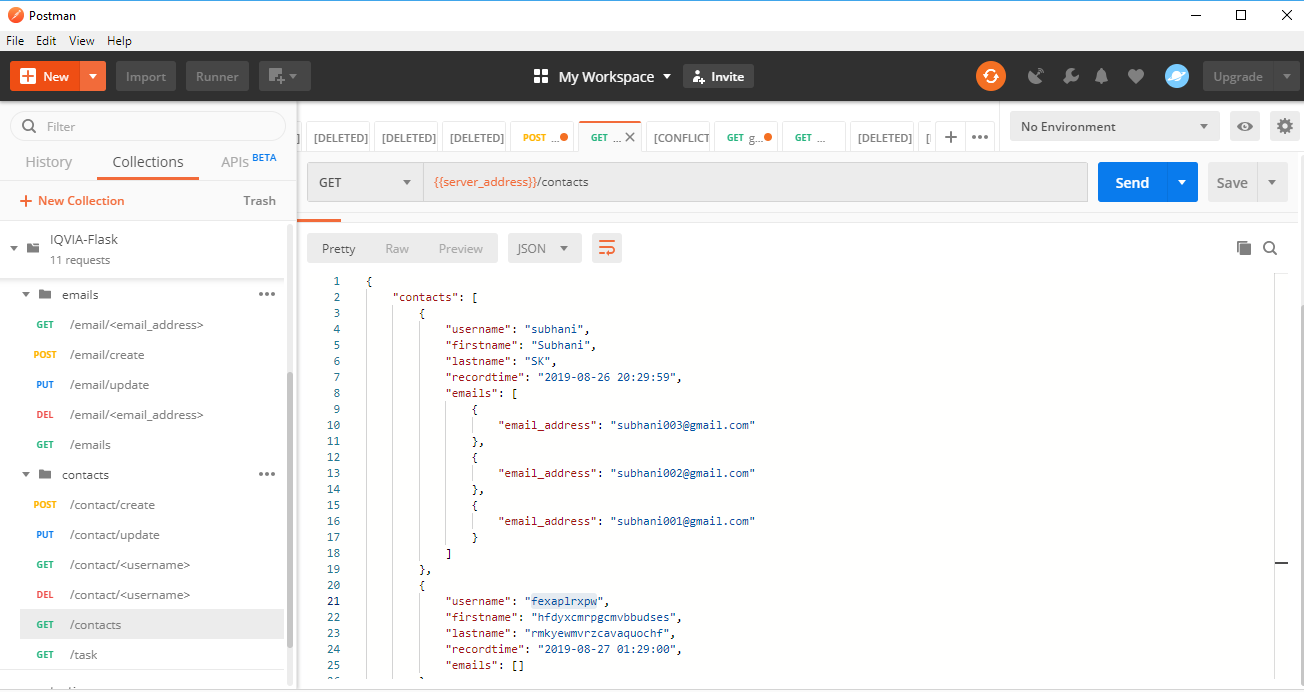 Postman
File Edit View Help
New Import Runner My Workspace Invite Upgrade
Filter
History Collections APIs BETA
New Collection Trash
IQVIA-Flask
11 requests
emails
GET /email/<email_address>
POST /email/create
PUT /email/update
DEL /email/<email_address>
GET /emails
contacts
POST /contact/create
PUT /contact/update
GET /contact/<username>
DEL /contact/<username>
GET /contacts
GET /task
[DELETED] [DELETED] [DELETED] POST ... GET ... [CONFLICT GET g... GET ... [DELETED] + •••
No Environment
GET {{server_address}}/contacts Send Save
Pretty Raw Preview JSON
1 {
2 "contacts": [
3 {
4 "username": "subhani",
5 "firstname": "Subhani",
6 "lastname": "SK",
7 "recordtime": "2019-08-26 20:29:59",
8 "emails": [
9 {
10 "email_address": "subhani003@gmail.com"
11 },
12 {
13 "email_address": "subhani002@gmail.com"
14 },
15 {
16 "email_address": "subhani001@gmail.com"
17 }
18 ]
19 },
20 {
21 "username": "fexaplrxpw",
22 "firstname": "hfdyxcmrpgcmvbbudses",
23 "lastname": "rmkyewmvrzcavaquochf",
24 "recordtime": "2019-08-27 01:29:00",
25 "emails": []